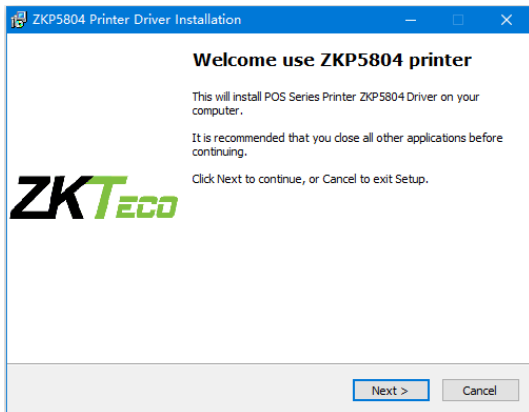 ZKP5804 Printer Driver Installation
Welcome use ZKP5804 printer
This will install POS Series Printer ZKP5804 Driver on your
computer.
It is recommended that you close all other applications before
continuing.
Click Next to continue, or Cancel to exit Setup.
ZKTECO
Next >
Cancel